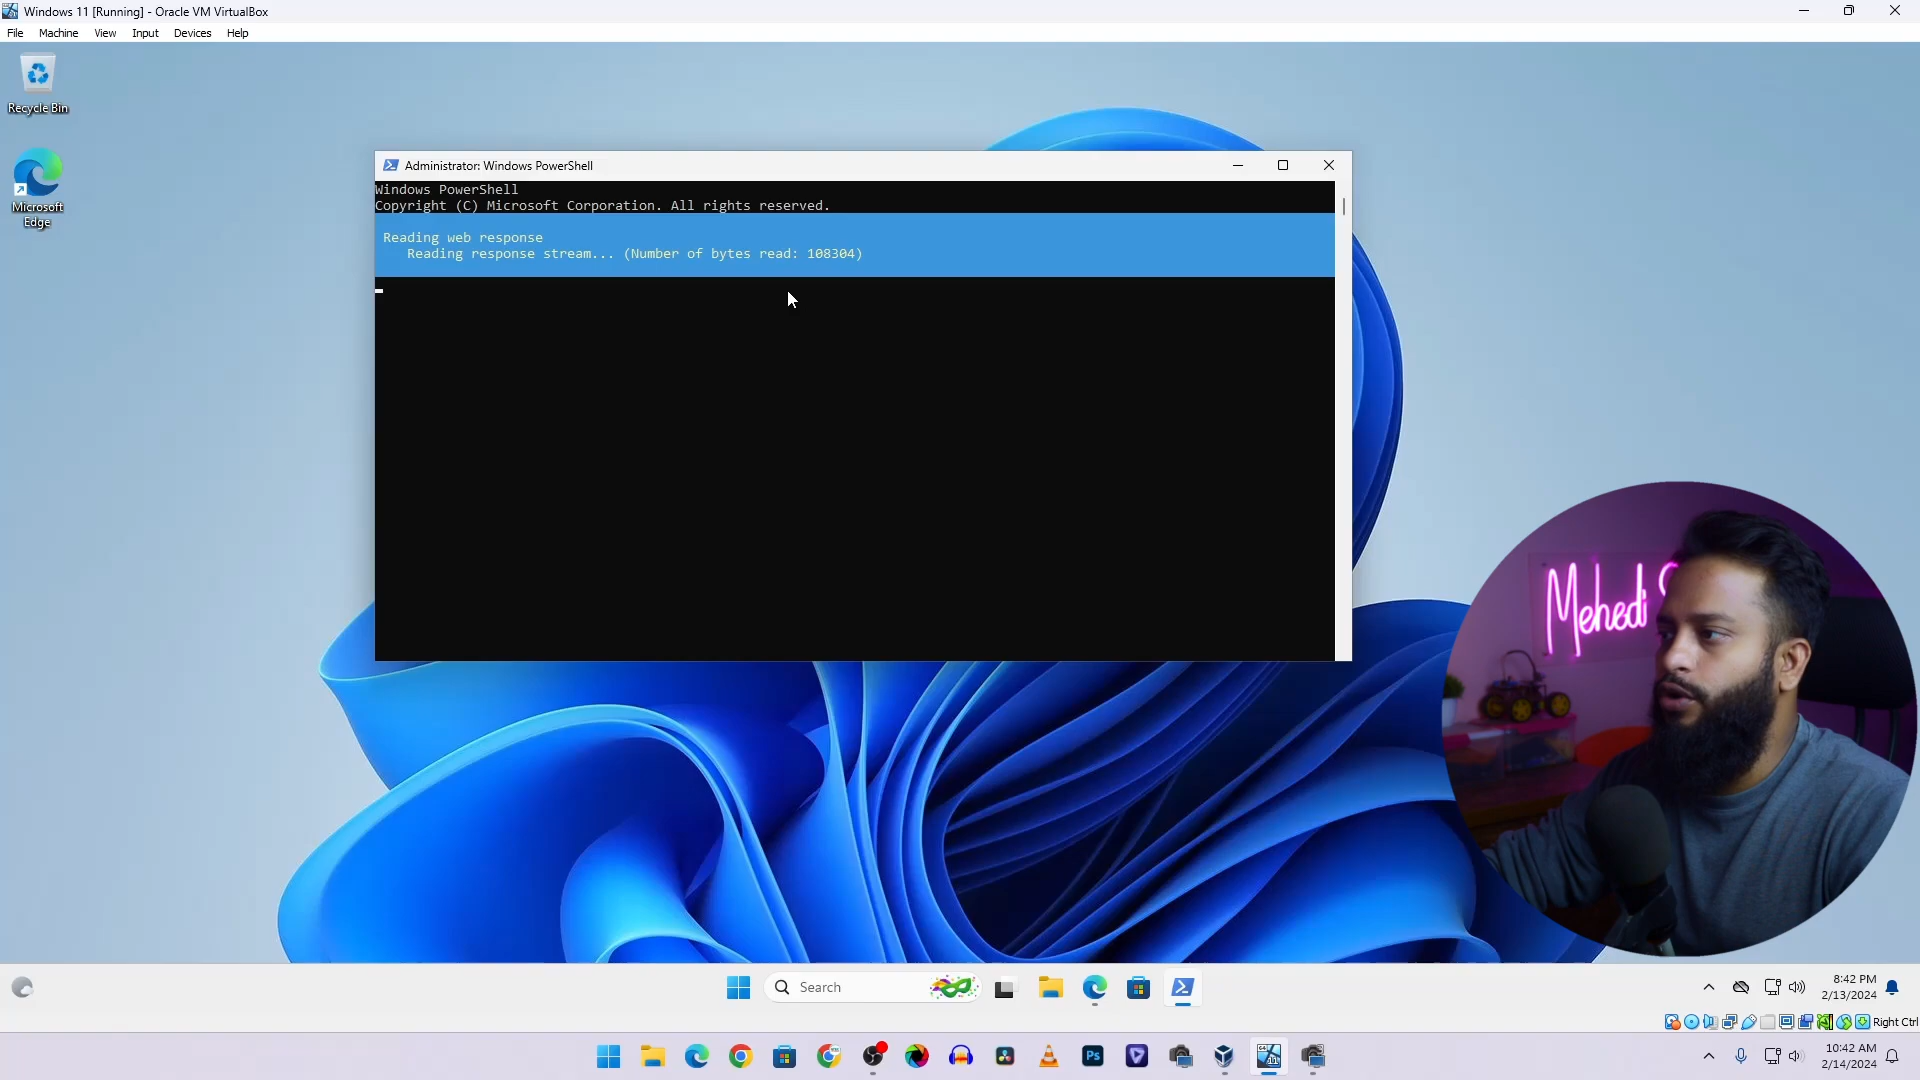 Windows 11 [Running] - Oracle VM VirtualBox
File Machine View Input Devices Help
Recycle Bin
Microsoft
Edge
Administrator: Windows PowerShell
Windows PowerShell
Copyright (C) Microsoft Corporation. All rights reserved.
Reading web response
Reading response stream... (Number of bytes read: 108304)
Mehedi S
Search
8:42 PM
2/13/2024
Right Ctrl
Ps
10:42 AM
2/14/2024